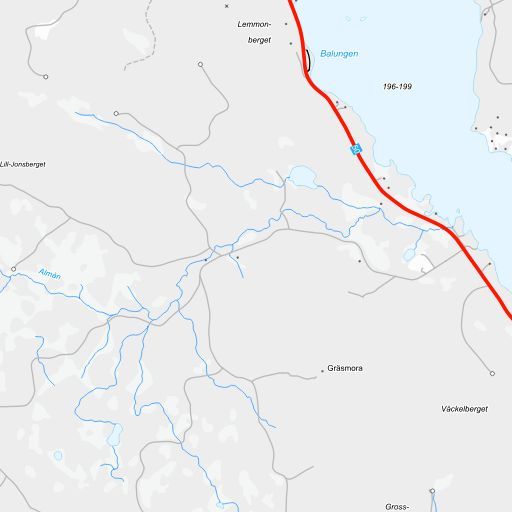 Lemmon-
berget
Balungen
196-199
Lill-Jonsberget
Almån
Gräsmora
Väckelberget
Gross-